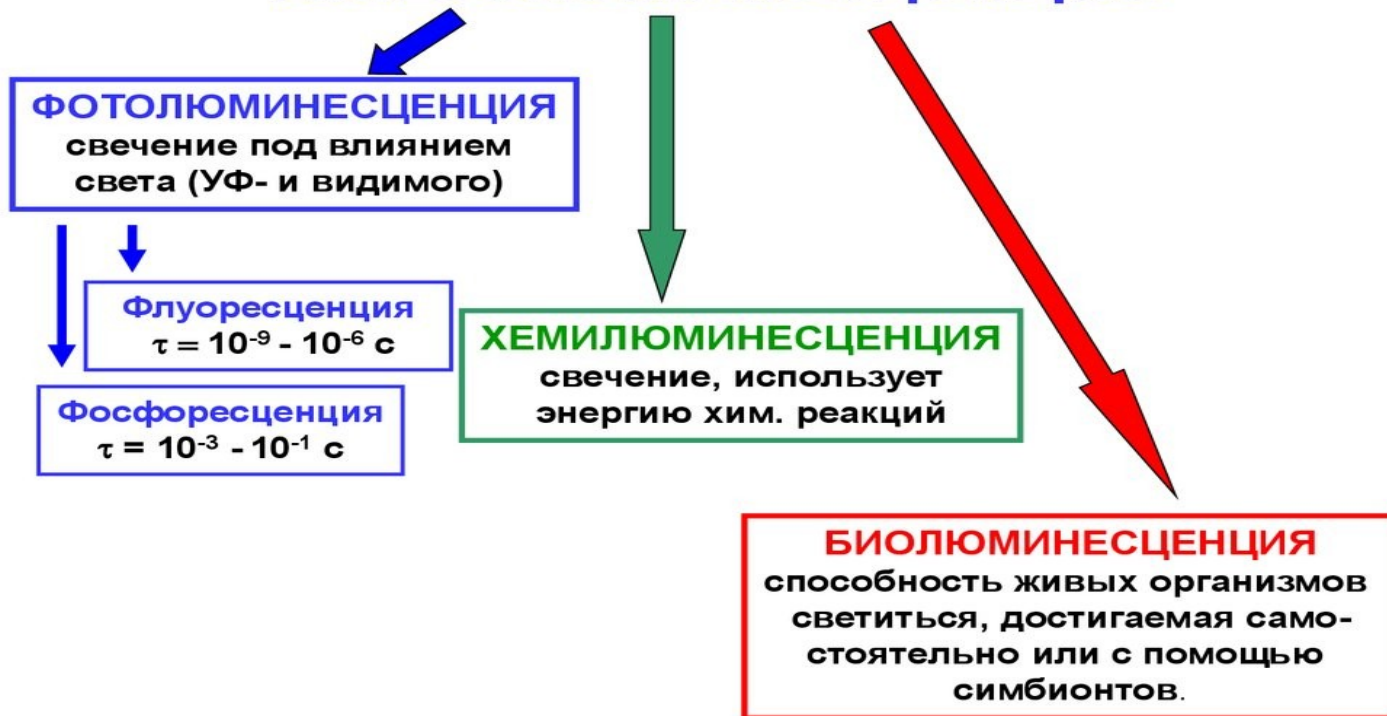 ФОТОЛЮМИНЕСЦЕНЦИЯ
свечение под влиянием
света (УФ- и видимого)
Флуоресценция
τ = 10⁻⁹ - 10⁻⁶ с
Фосфоресценция
τ = 10⁻³ - 10⁻¹ с
ХЕМИЛЮМИНЕСЦЕНЦИЯ
свечение, использует
энергию хим. реакций
БИОЛЮМИНЕСЦЕНЦИЯ
способность живых организмов
светиться, достигаемая само-
стоятельно или с помощью
симбионтов.